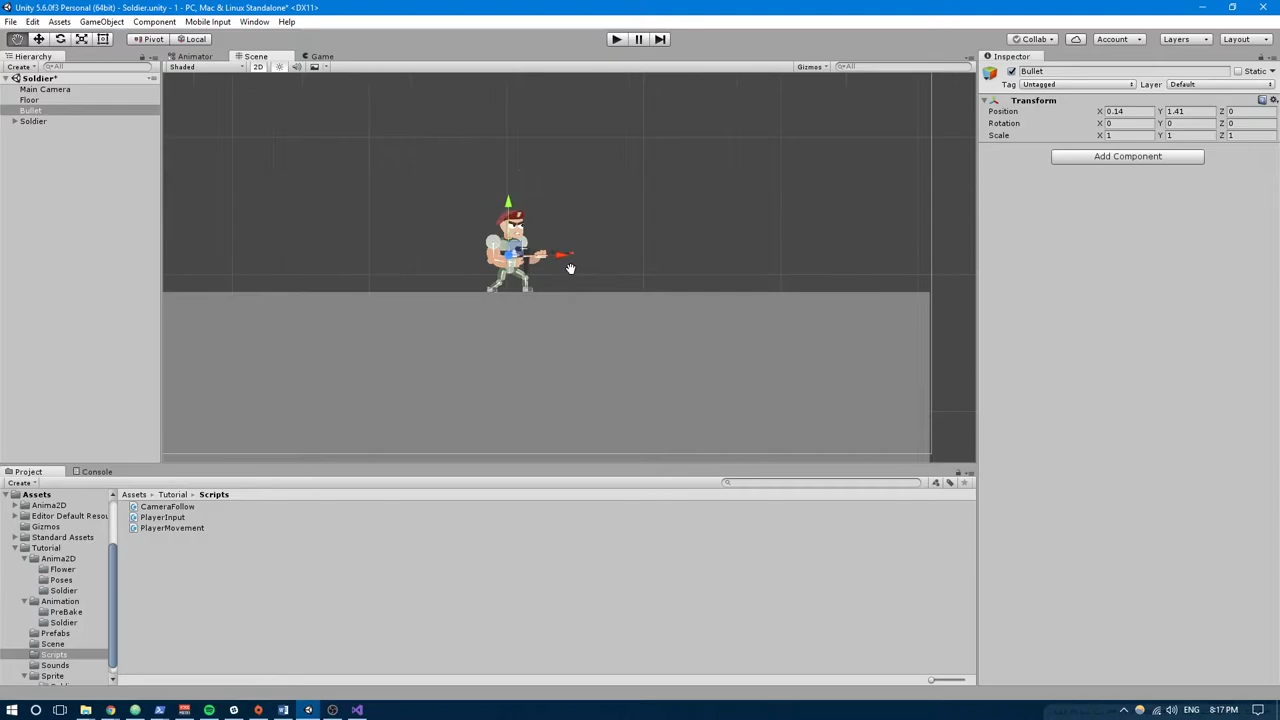 Unity 5.6.0f3 Personal (64bit) - Soldier.unity - 1 - PC, Mac & Linux Standalone* <DX11>
File Edit Assets GameObject Component Mobile Input Window Help
Pivot Local Collab Account Layers Layout
Hierarchy Animator Scene Game Inspector
Create All Shaded 2D Gizmos All
Soldier*
Main Camera
Floor
Bullet
Soldier
Bullet Static
Tag Untagged Layer Default
Transform
Position X 0.14 Y 1.41 Z 0
Rotation X 0 Y 0 Z 0
Scale X 1 Y 1 Z 1
Add Component
Project Console
Create
Assets
Anima2D
Editor Default Resou
Gizmos
Standard Assets
Tutorial
Anima2D
Flower
Poses
Soldier
Animation
PreBake
Soldier
Prefabs
Scene
Scripts
Sounds
Sprite
Assets Tutorial Scripts
CameraFollow
PlayerInput
PlayerMovement
ENG 8:17 PM